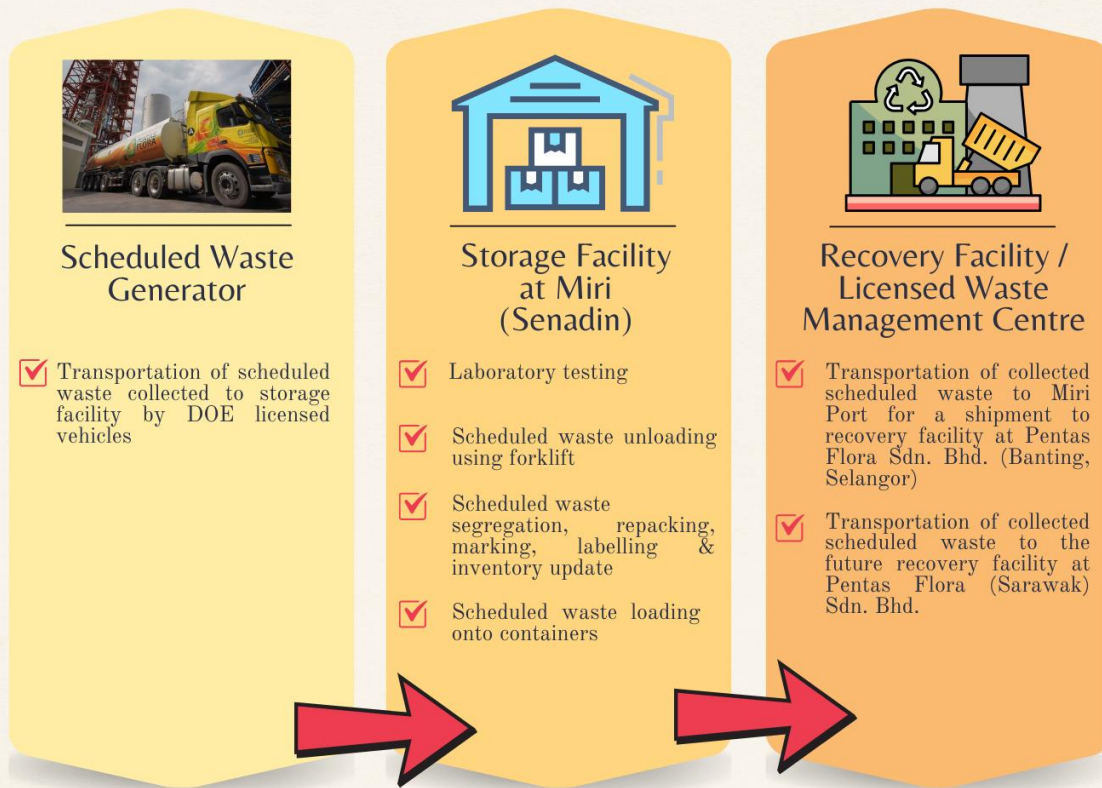 Scheduled Waste
Generator
Transportation of scheduled
waste collected to storage
facility by DOE licensed
vehicles
Storage Facility
at Miri
(Senadin)
Laboratory testing
Scheduled waste unloading
using forklift
Scheduled waste
segregation, repacking,
marking, labelling &
inventory update
Scheduled waste loading
onto containers
Recovery Facility /
Licensed Waste
Management Centre
Transportation of collected
scheduled waste to Miri
Port for a shipment to
recovery facility at Pentas
Flora Sdn. Bhd. (Banting,
Selangor)
Transportation of collected
scheduled waste to the
future recovery facility at
Pentas Flora (Sarawak)
Sdn. Bhd.
FLORA